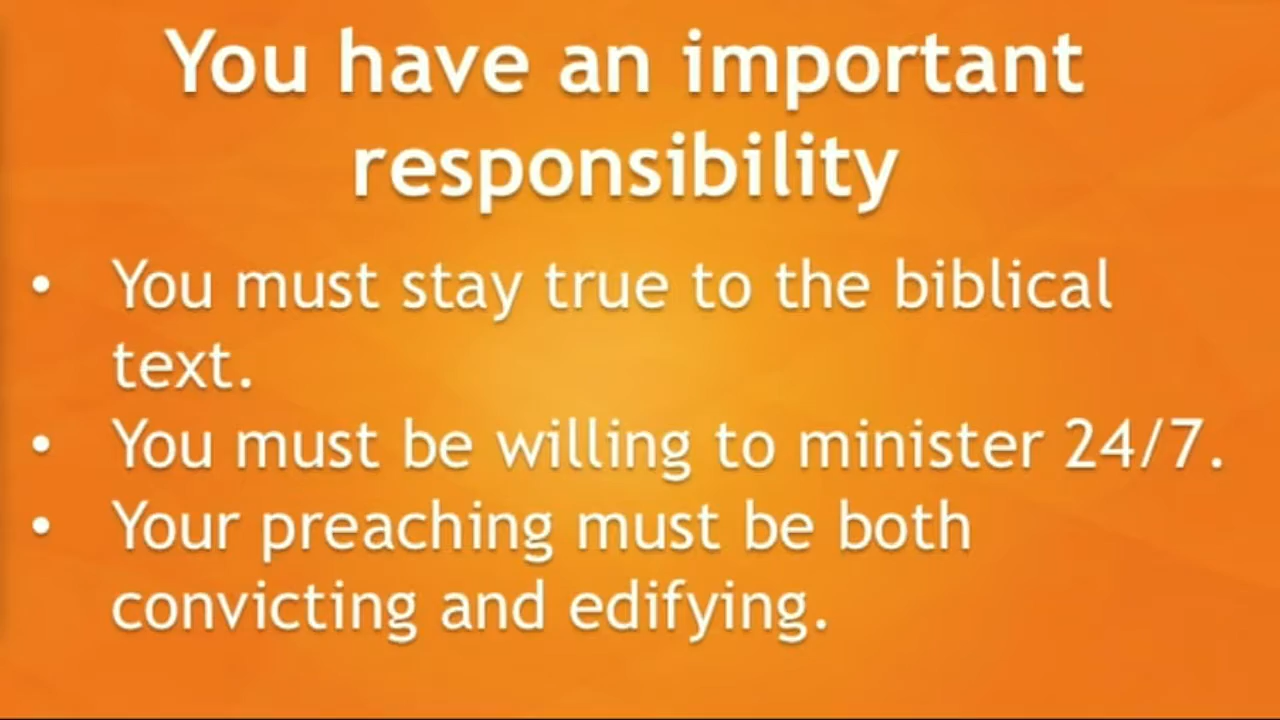 You have an important
responsibility
• You must stay true to the biblical
text.
• You must be willing to minister 24/7.
• Your preaching must be both
convicting and edifying.